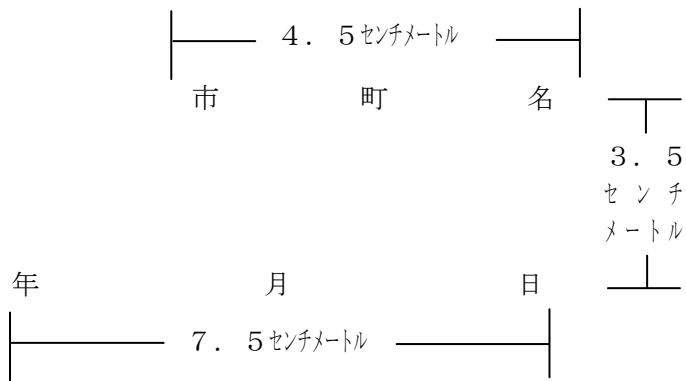 ４．５センチメートル
市　町　名
３．５
センチ
メートル
年　月　日
７．５センチメートル